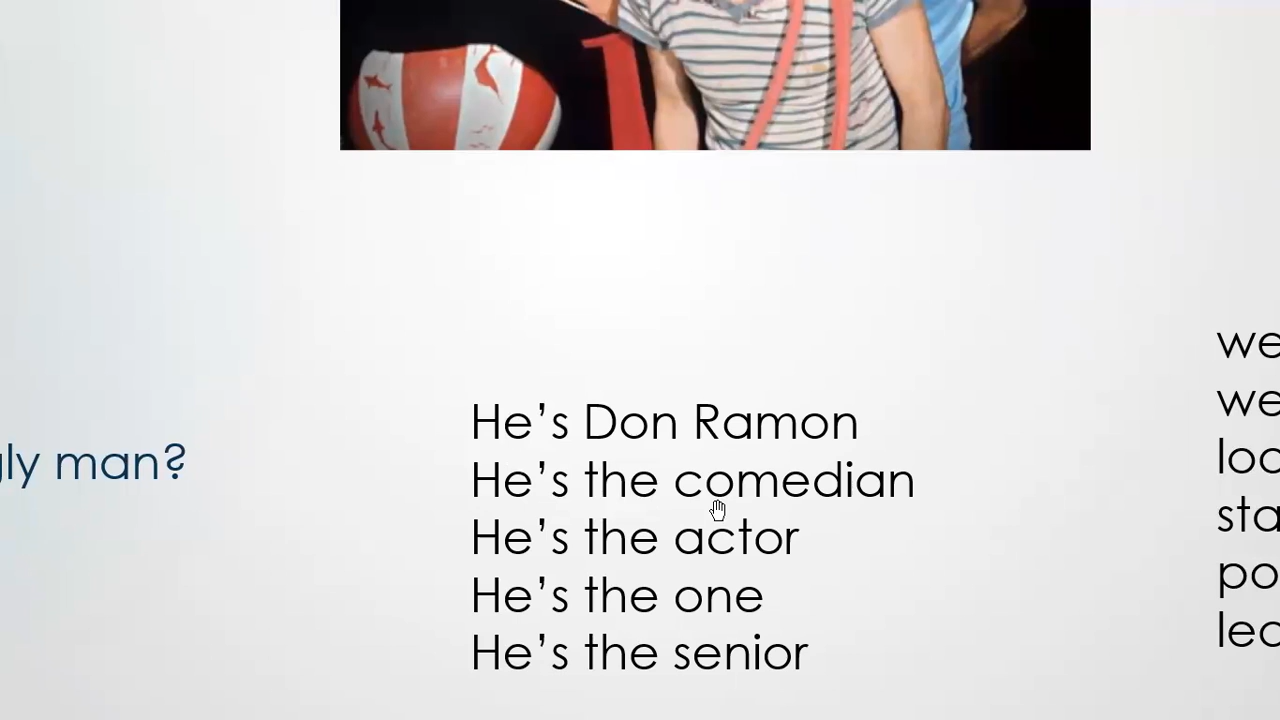 man?
He’s Don Ramon
He’s the comedian
He’s the actor
He’s the one
He’s the senior